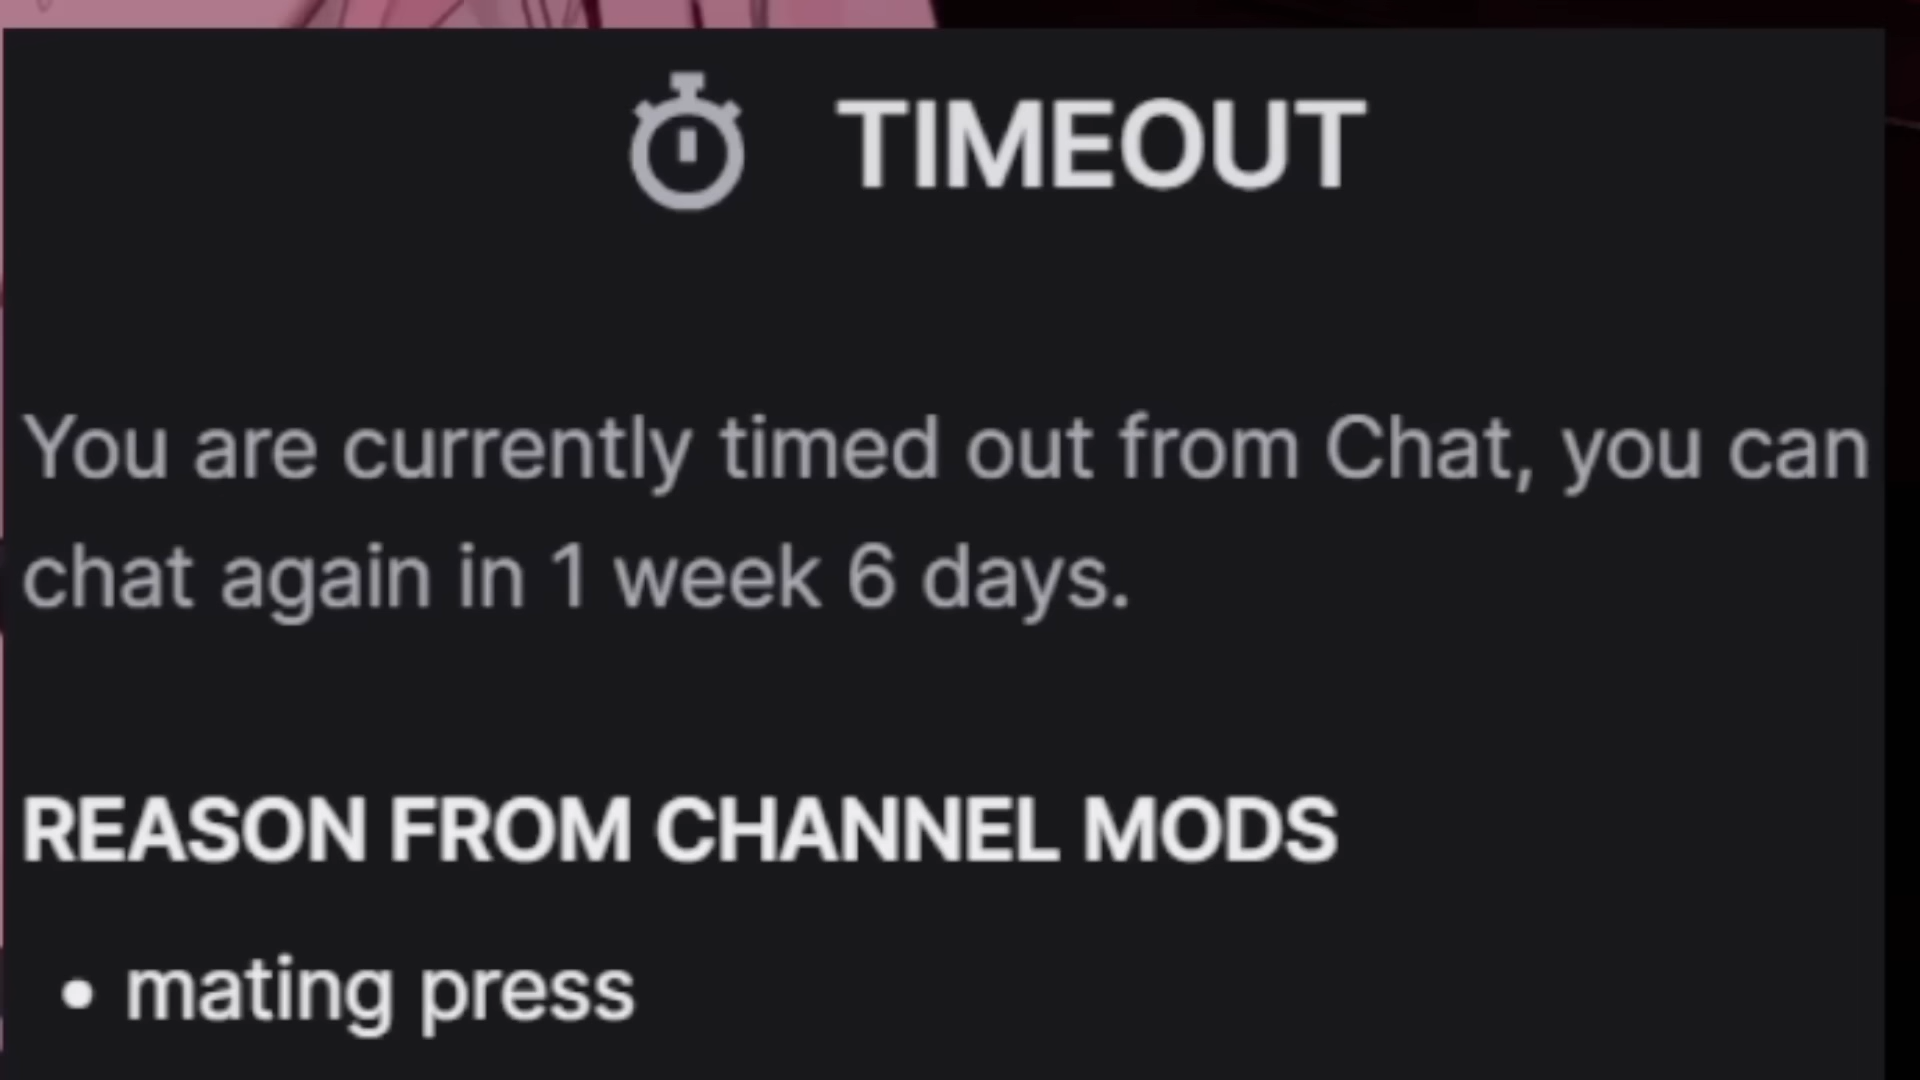 TIMEOUT
You are currently timed out from Chat, you can
chat again in 1 week 6 days.
REASON FROM CHANNEL MODS
• mating press